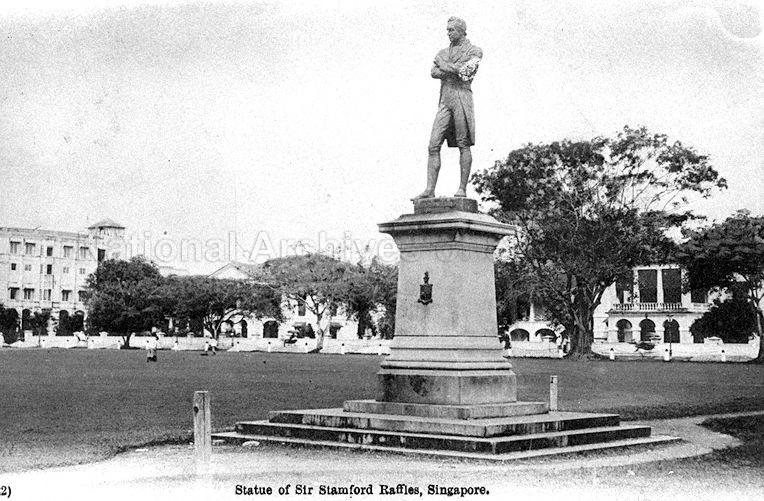 National Archives
2)
Statue of Sir Stamford Raffles, Singapore.